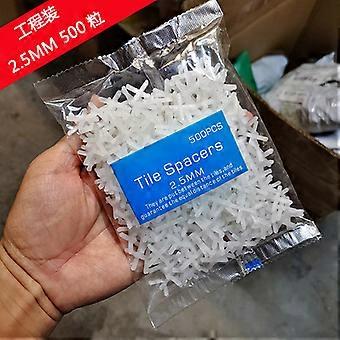 工程装
2.5MM 500 粒
500PCS
Tile Spacers
2.5MM
They are put between the tiles,and
guarantees the equal distance of the tiles